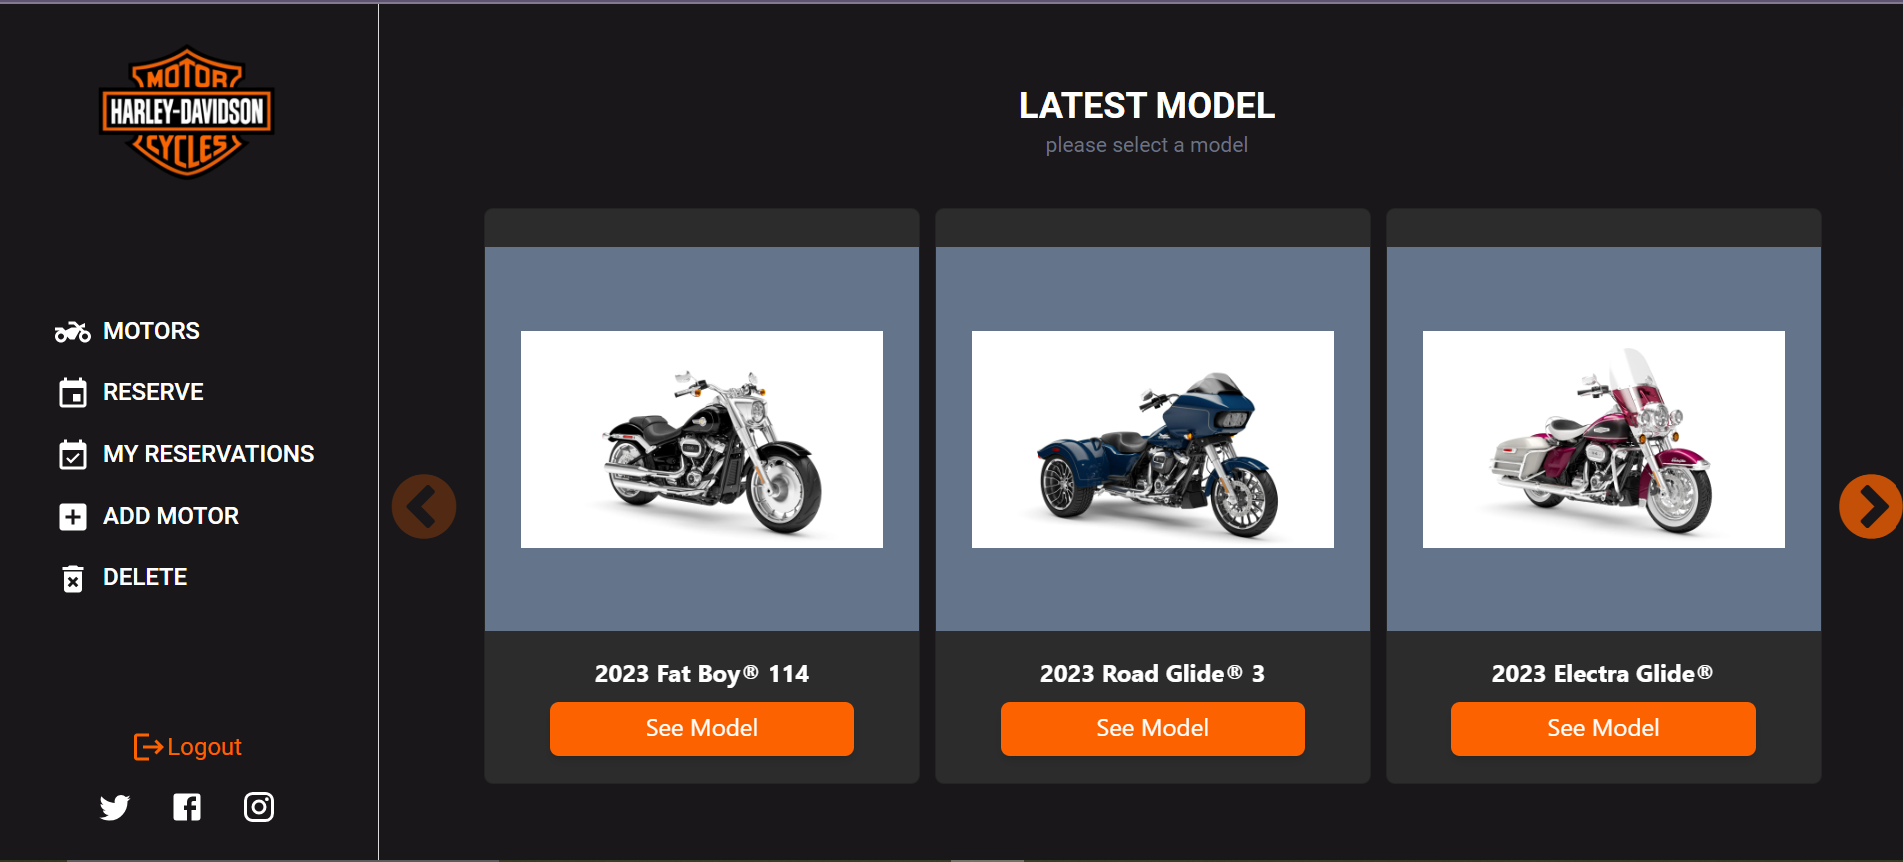 MOTOR
HARLEY-DAVIDSON
CYCLES
MOTORS
RESERVE
MY RESERVATIONS
ADD MOTOR
DELETE
Logout
LATEST MODEL
please select a model
2023 Fat Boy® 114
See Model
2023 Road Glide® 3
See Model
2023 Electra Glide®
See Model